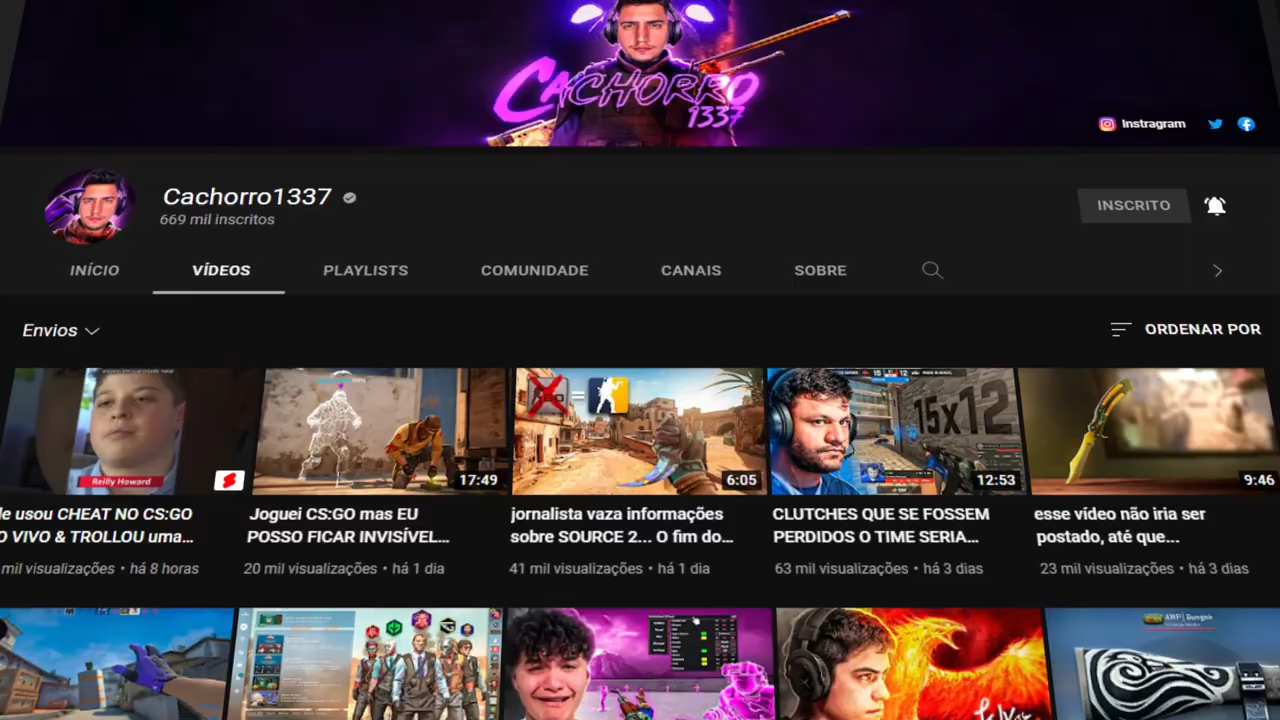 CACHORRO
1337
Instragram
Cachorro1337
669 mil inscritos
INSCRITO
INÍCIO
VÍDEOS
PLAYLISTS
COMUNIDADE
CANAIS
SOBRE
Envios
ORDENAR POR
Reilly Howard
17:49
6:05
15x12
12:53
9:46
usou CHEAT NO CS:GO
VIVO & TROLLOU uma...
mil visualizações • há 8 horas
Joguei CS:GO mas EU
POSSO FICAR INVISÍVEL...
20 mil visualizações • há 1 dia
jornalista vaza informações
sobre SOURCE 2... O fim do...
41 mil visualizações • há 1 dia
CLUTCHES QUE SE FOSSEM
PERDIDOS O TIME SERIA...
63 mil visualizações • há 3 dias
esse vídeo não iria ser
postado, até que...
23 mil visualizações • há 3 dias